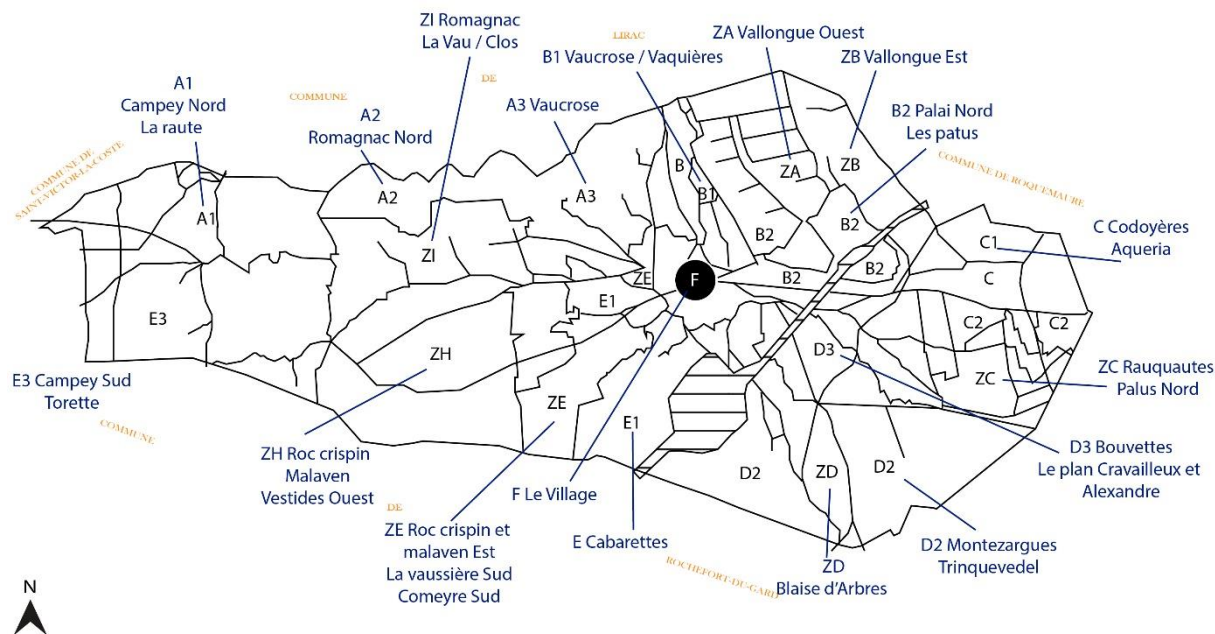 ZI Romagnac
La Vau / Clos
LIRAC
B1 Vaucrose / Vaquières
ZA Vallongue Ouest
ZB Vallongue Est
A1
Campey Nord
La raute
COMMUNE
DE
A2
Romagnac Nord
A3 Vaucrose
B2 Palai Nord
Les patus
COMMUNE DE
SAINT-VICTOR-LA-COSTE
COMMUNE DE ROQUEMAURE
C Codoyères
Aqueria
A1
A2
A3
B
B1
ZA
ZB
B2
B2
C1
ZI
ZE
F
B2
B2
C
E3
E1
C2
C2
ZH
D3
ZC
E3 Campey Sud
Torette
ZC Rauquautes
Palus Nord
COMMUNE
ZE
E1
D2
ZD
D2
ZH Roc crispin
Malaven
Vestides Ouest
F Le Village
D3 Bouvettes
Le plan Cravailleux et
Alexandre
DE
ZE Roc crispin et
malaven Est
La vaussière Sud
Comeyre Sud
E Cabarettes
ROCHEFORT-DU-GARD
ZD
Blaise d'Arbres
D2 Montezargues
Trinquevedel
N